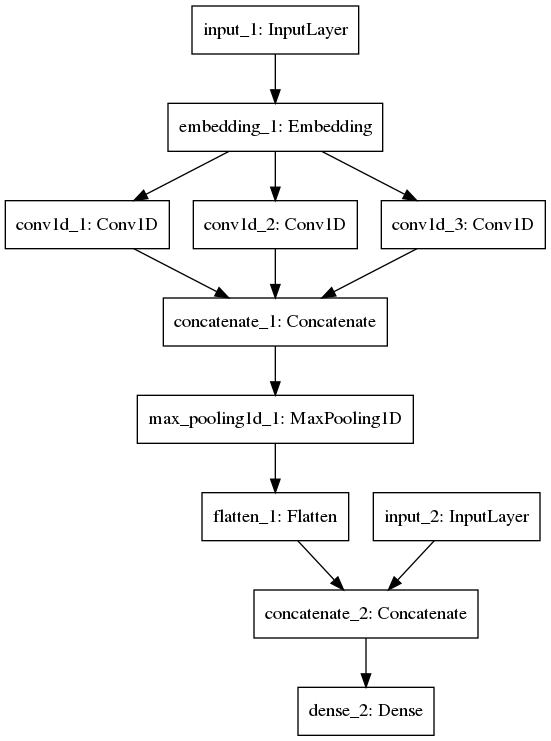 input_1: InputLayer
embedding_1: Embedding
conv1d_1: Conv1D
conv1d_2: Conv1D
conv1d_3: Conv1D
concatenate_1: Concatenate
max_pooling1d_1: MaxPooling1D
flatten_1: Flatten
input_2: InputLayer
concatenate_2: Concatenate
dense_2: Dense